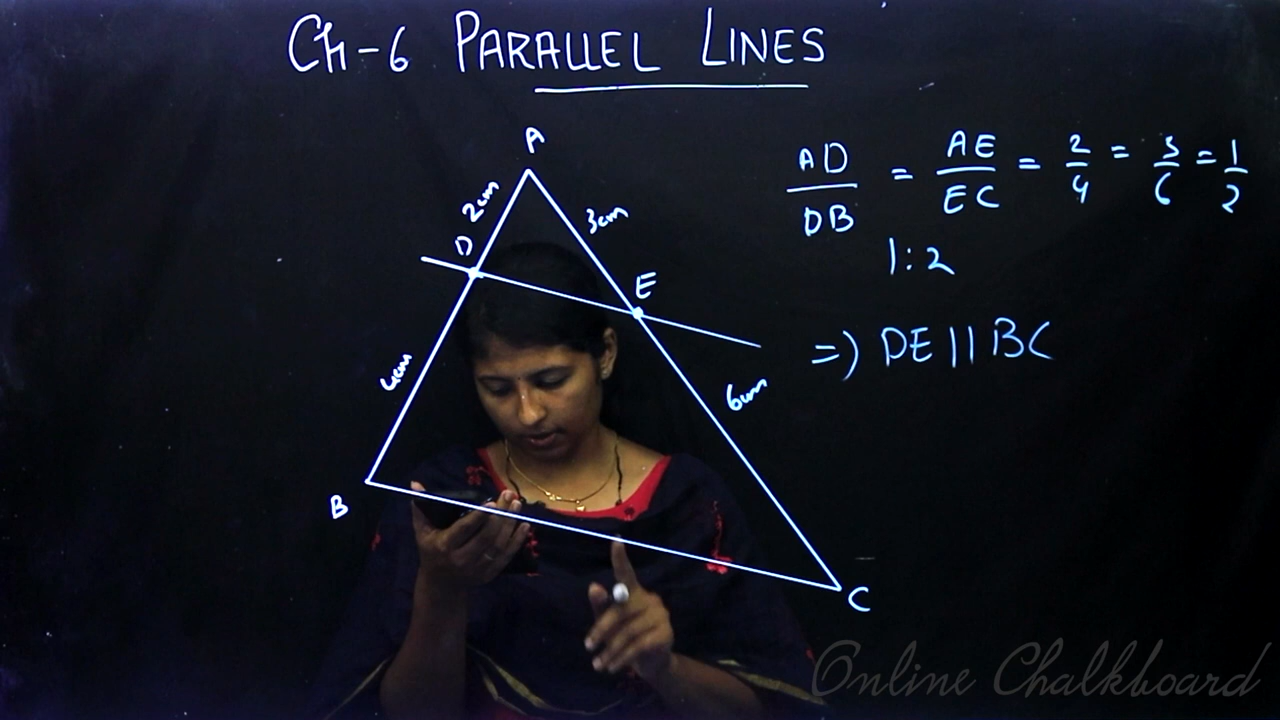 Ch-6 PARALLEL LINES
A
2cm
3cm
D
E
4cm
6cm
B
C
AD/DB = AE/EC = 2/4 = 3/6 = 1/2
1:2
=) DE || BC
Online Chalkboard